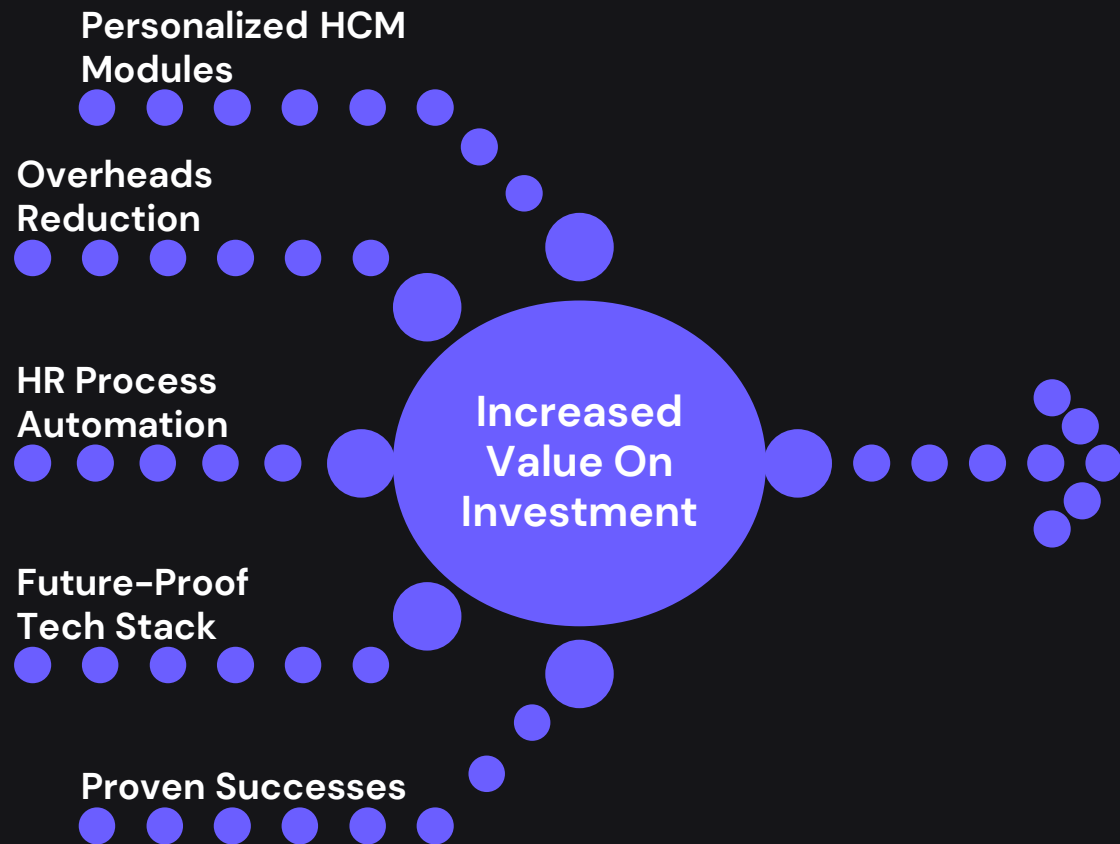 Personalized HCM
Modules
Overheads
Reduction
HR Process
Automation
Increased
Value On
Investment
Future-Proof
Tech Stack
Proven Successes